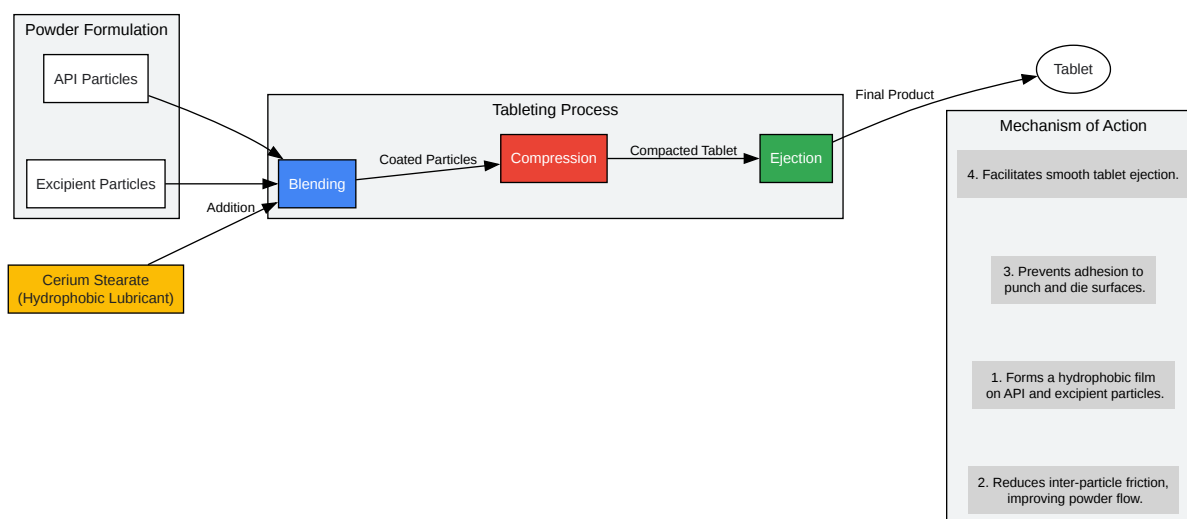 Powder Formulation
API Particles
Excipient Particles
Cerium Stearate
(Hydrophobic Lubricant)
Addition
Tableting Process
Blending
Coated Particles
Compression
Compacted Tablet
Ejection
Final Product
Tablet
Mechanism of Action
4. Facilitates smooth tablet ejection.
3. Prevents adhesion to
punch and die surfaces.
1. Forms a hydrophobic film
on API and excipient particles.
2. Reduces inter-particle friction,
improving powder flow.